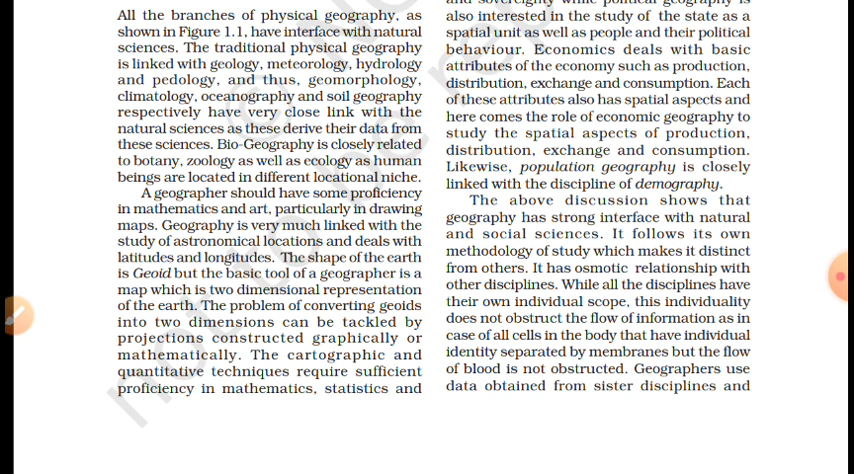 All the branches of physical geography, as
shown in Figure 1.1, have interface with natural
sciences. The traditional physical geography
is linked with geology, meteorology, hydrology
and pedology, and thus, geomorphology,
climatology, oceanography and soil geography
respectively have very close link with the
natural sciences as these derive their data from
these sciences. Bio-Geography is closely related
to botany, zoology as well as ecology as human
beings are located in different locational niche.
A geographer should have some proficiency
in mathematics and art, particularly in drawing
maps. Geography is very much linked with the
study of astronomical locations and deals with
latitudes and longitudes. The shape of the earth
is Geoid but the basic tool of a geographer is a
map which is two dimensional representation
of the earth. The problem of converting geoids
into two dimensions can be tackled by
projections constructed graphically or
mathematically. The cartographic and
quantitative techniques require sufficient
proficiency in mathematics, statistics and
and sovereignty while political geography is
also interested in the study of the state as a
spatial unit as well as people and their political
behaviour. Economics deals with basic
attributes of the economy such as production,
distribution, exchange and consumption. Each
of these attributes also has spatial aspects and
here comes the role of economic geography to
study the spatial aspects of production,
distribution, exchange and consumption.
Likewise, population geography is closely
linked with the discipline of demography.
The above discussion shows that
geography has strong interface with natural
and social sciences. It follows its own
methodology of study which makes it distinct
from others. It has osmotic relationship with
other disciplines. While all the disciplines have
their own individual scope, this individuality
does not obstruct the flow of information as in
case of all cells in the body that have individual
identity separated by membranes but the flow
of blood is not obstructed. Geographers use
data obtained from sister disciplines and
not to be rep
©